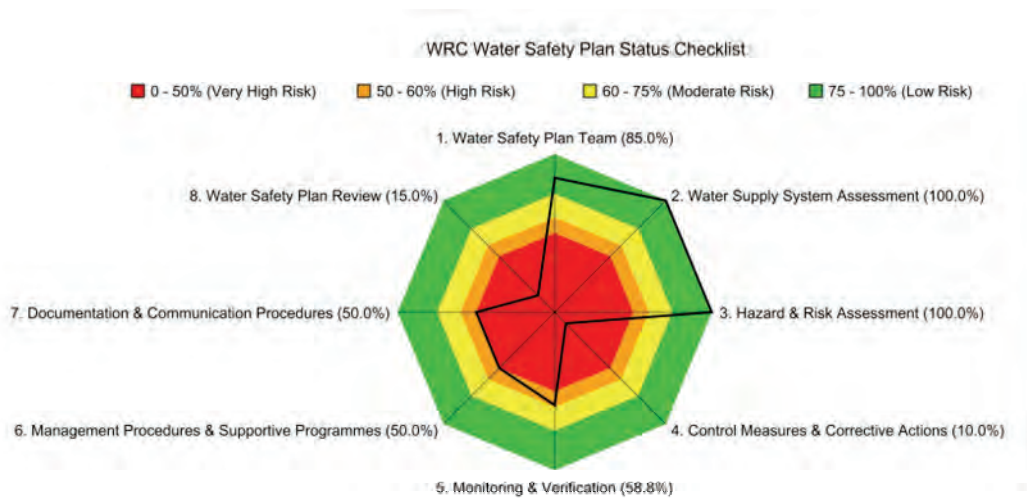 WRC Water Safety Plan Status Checklist
0 - 50% (Very High Risk) 50 - 60% (High Risk) 60 - 75% (Moderate Risk) 75 - 100% (Low Risk)
1. Water Safety Plan Team (85.0%)
8. Water Safety Plan Review (15.0%)
2. Water Supply System Assessment (100.0%)
7. Documentation & Communication Procedures (50.0%)
3. Hazard & Risk Assessment (100.0%)
6. Management Procedures & Supportive Programmes (50.0%)
4. Control Measures & Corrective Actions (10.0%)
5. Monitoring & Verification (58.8%)